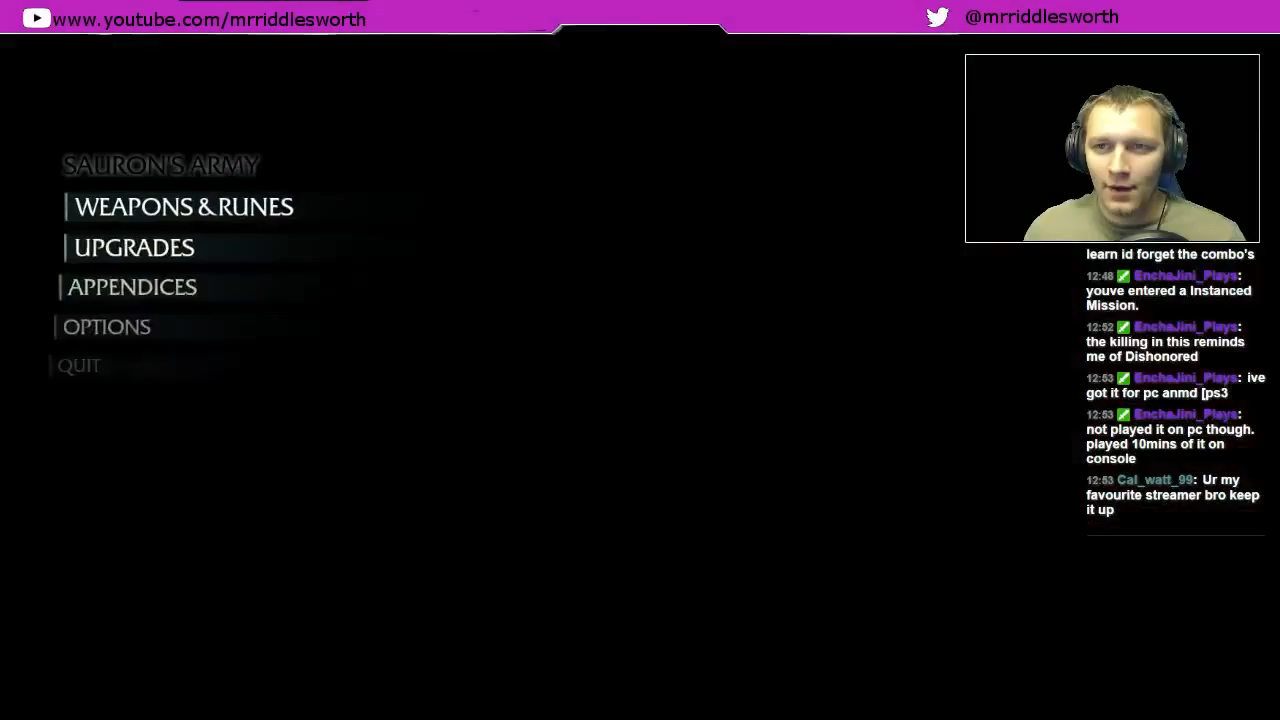 www.youtube.com/mrriddlesworth
@mrriddlesworth
SAURON'S ARMY
WEAPONS & RUNES
UPGRADES
APPENDICES
OPTIONS
QUIT
learn id forget the combo's
12:48 EnchaJini_Plays:
youve entered a Instanced
Mission.
12:52 EnchaJini_Plays:
the killing in this reminds
me of Dishonored
12:53 EnchaJini_Plays: ive
got it for pc anmd [ps3
12:53 EnchaJini_Plays:
not played it on pc though.
played 10mins of it on
console
12:53 Cal_watt_99: Ur my
favourite streamer bro keep
it up